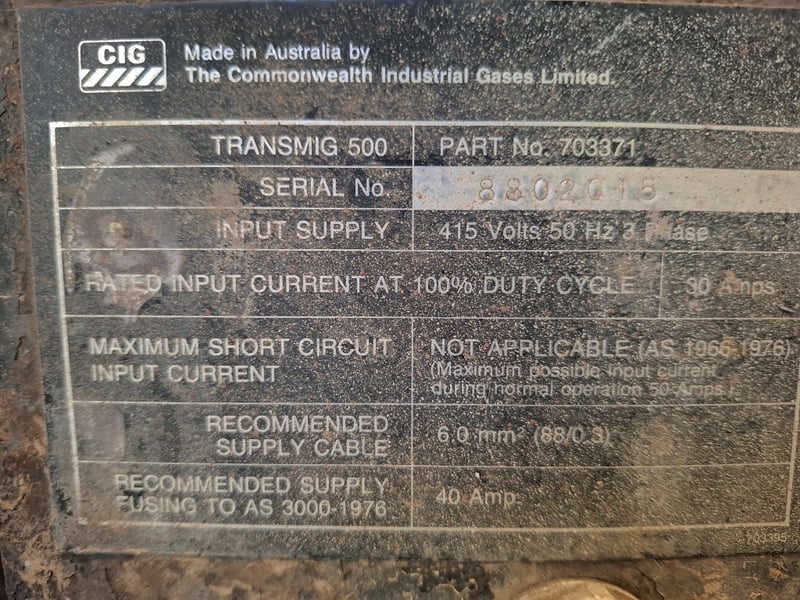 CIG
Made in Australia by
The Commonwealth Industrial Gases Limited.
TRANSMIG 500 PART No. 703371
SERIAL No. 8802015
INPUT SUPPLY 415 Volts 50 Hz 3 Phase
RATED INPUT CURRENT AT 100% DUTY CYCLE 30 Amps
MAXIMUM SHORT CIRCUIT
INPUT CURRENT
NOT APPLICABLE (AS 1966-1976)
(Maximum possible input current
during normal operation 50 Amps).
RECOMMENDED
SUPPLY CABLE
6.0 mm² (88/0.3)
RECOMMENDED SUPPLY
FUSING TO AS 3000-1976
40 Amp.
703395